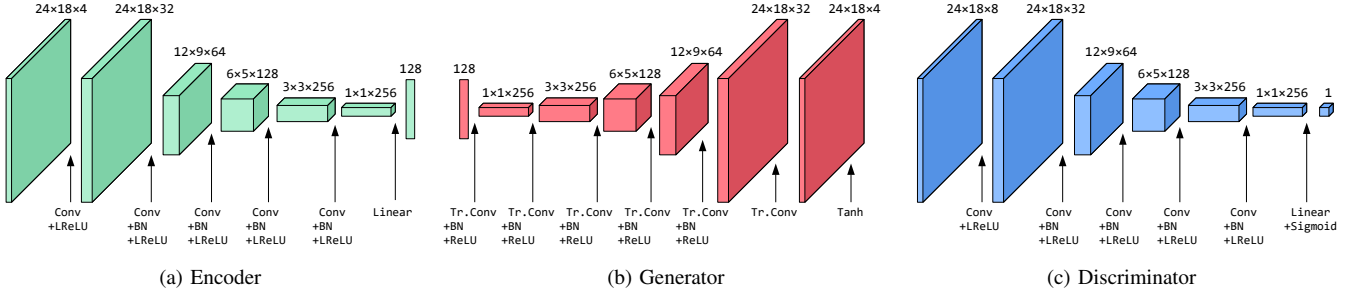 24×18×4
24×18×32
12×9×64
6×5×128
3×3×256
1×1×256
128
Conv
+LReLU
Conv
+BN
+LReLU
Conv
+BN
+LReLU
Conv
+BN
+LReLU
Conv
+BN
+LReLU
Linear
(a) Encoder
128
1×1×256
3×3×256
6×5×128
12×9×64
24×18×32
24×18×4
Tr.Conv
+BN
+ReLU
Tr.Conv
+BN
+ReLU
Tr.Conv
+BN
+ReLU
Tr.Conv
+BN
+ReLU
Tr.Conv
+BN
+ReLU
Tr.Conv
Tanh
(b) Generator
24×18×8
24×18×32
12×9×64
6×5×128
3×3×256
1×1×256
1
Conv
+LReLU
Conv
+BN
+LReLU
Conv
+BN
+LReLU
Conv
+BN
+LReLU
Conv
+BN
+LReLU
Linear
+Sigmoid
(c) Discriminator